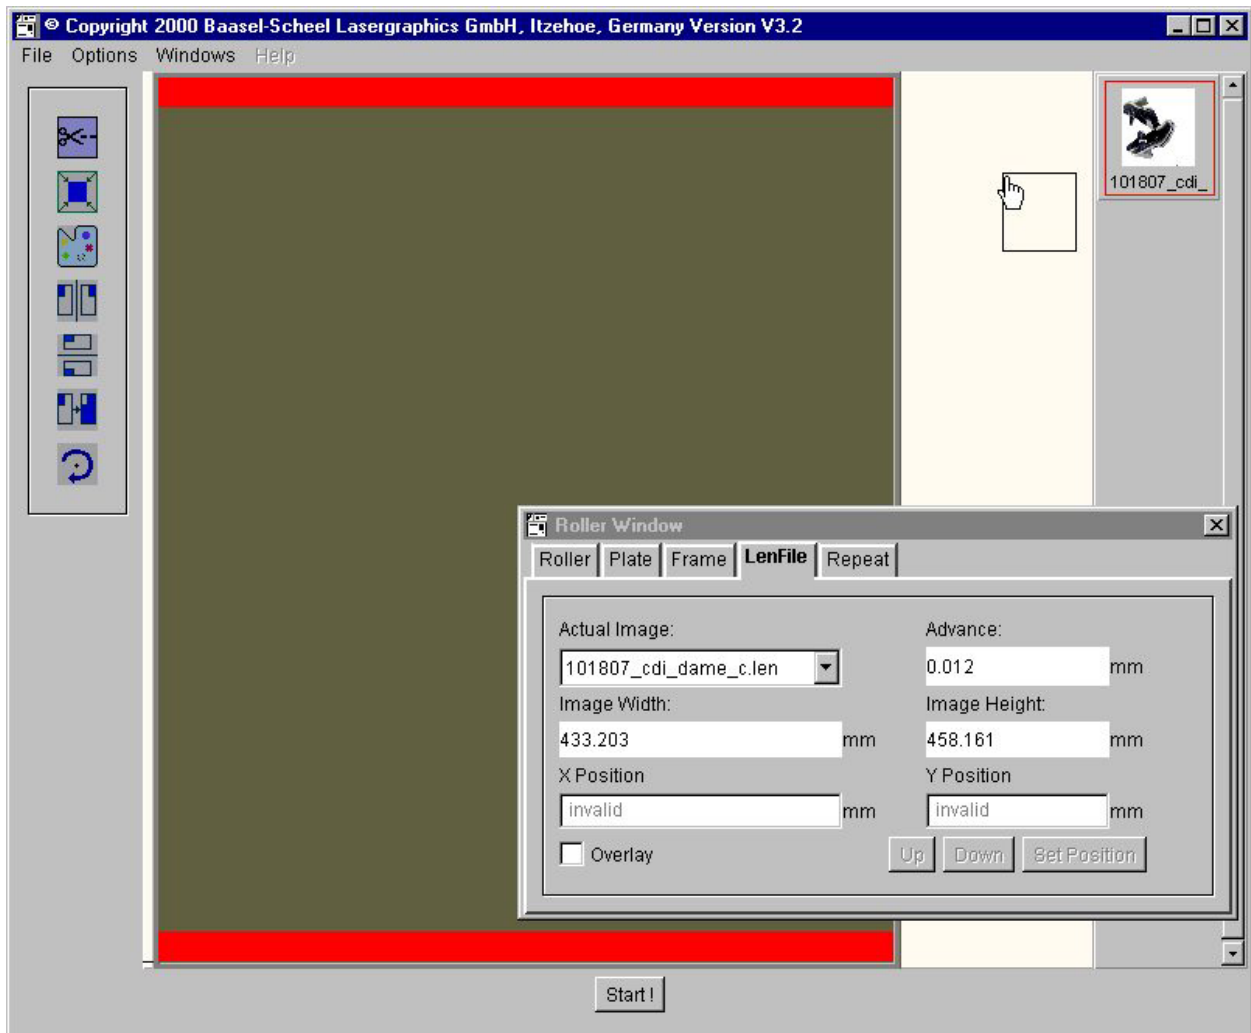 © Copyright 2000 Baasel-Scheel Lasergraphics GmbH, Itzehoe, Germany Version V3.2
File Options Windows Help
101807_cdi_
Roller Window
Roller Plate Frame LenFile Repeat
Actual Image: Advance:
101807_cdi_dame_c.len 0.012 mm
Image Width: Image Height:
433.203 mm 458.161 mm
X Position Y Position
invalid mm invalid mm
Overlay Up Down Set Position
Start !